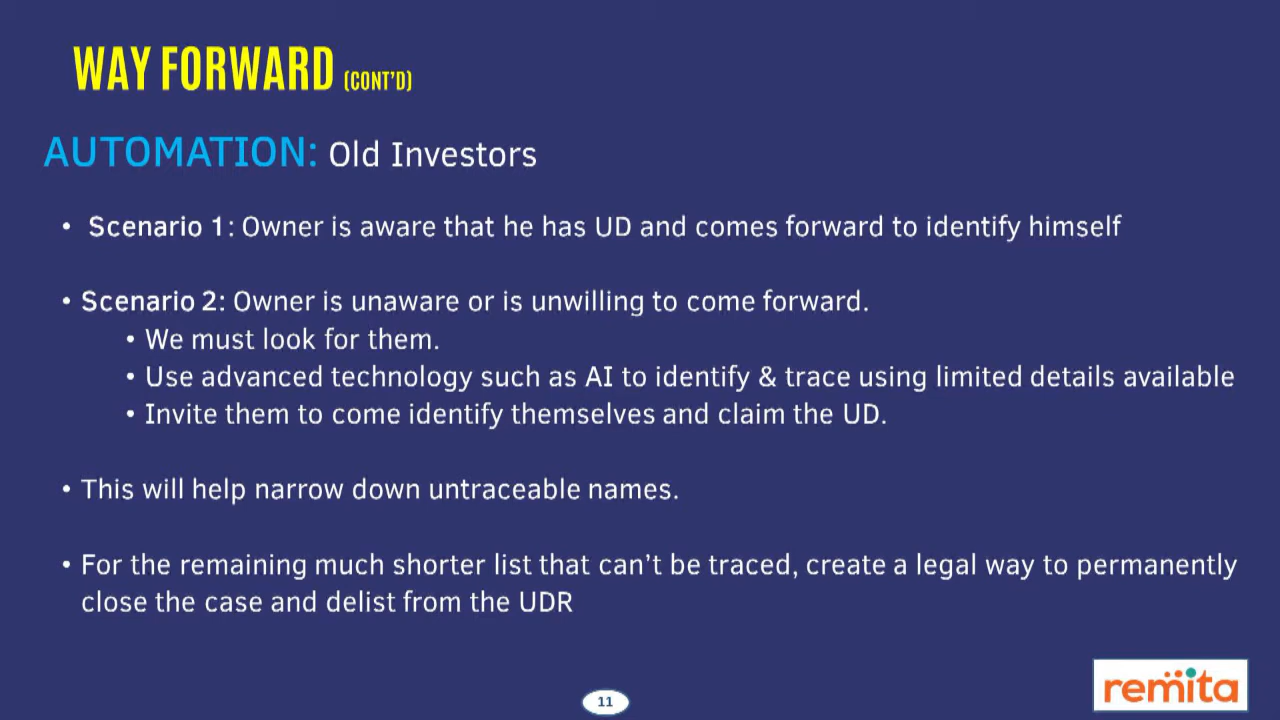 WAY FORWARD (CONT'D)
AUTOMATION: Old Investors
• Scenario 1: Owner is aware that he has UD and comes forward to identify himself
• Scenario 2: Owner is unaware or is unwilling to come forward.
• We must look for them.
• Use advanced technology such as AI to identify & trace using limited details available
• Invite them to come identify themselves and claim the UD.
• This will help narrow down untraceable names.
• For the remaining much shorter list that can't be traced, create a legal way to permanently
close the case and delist from the UDR
11
remita